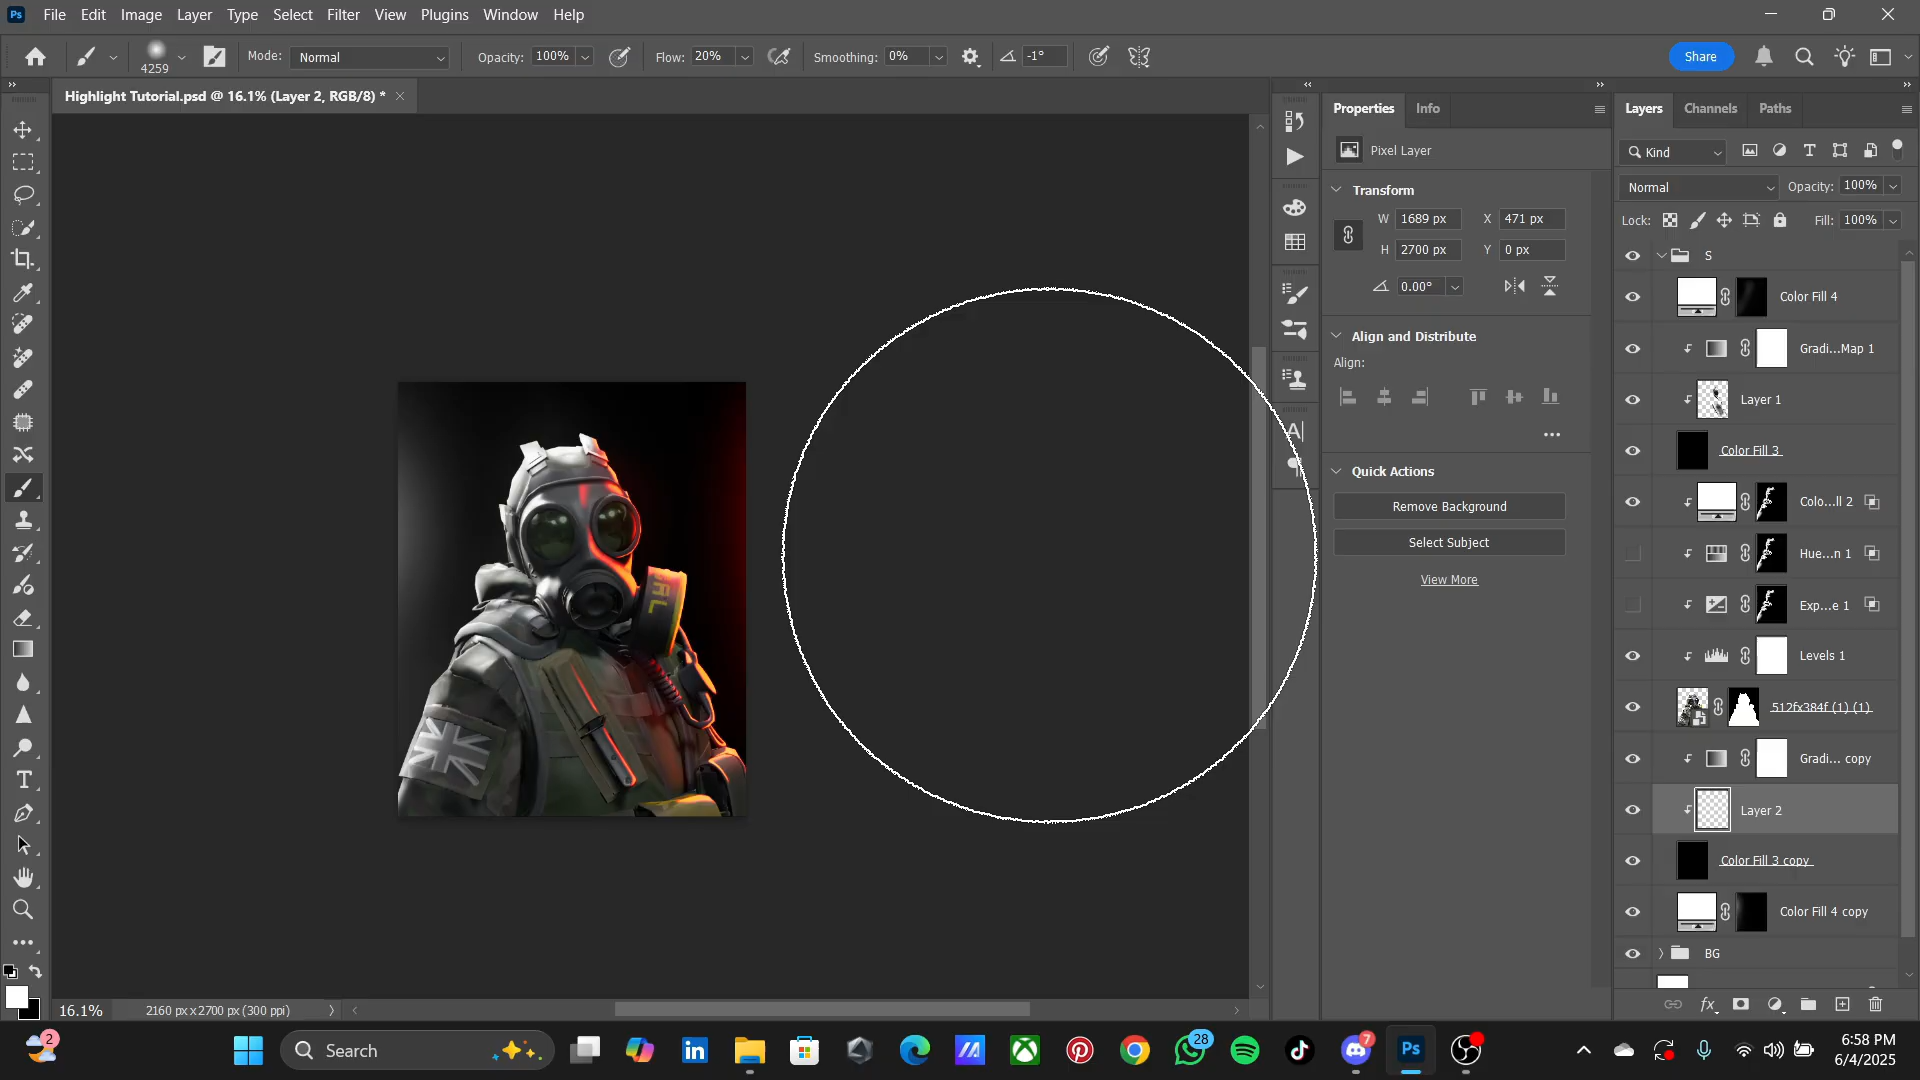 Ps File Edit Image Layer Type Select Filter View Plugins Window Help
4259 Mode: Normal Opacity: 100% Flow: 20% Smoothing: 0% -1° Share
Highlight Tutorial.psd @ 16.1% (Layer 2, RGB/8) *
Properties Info
Layers Channels Paths
Pixel Layer
Kind
Transform
Normal Opacity: 100%
W 1689 px X 471 px
Lock: Fill: 100%
H 2700 px Y 0 px
S
0.00°
Color Fill 4
Align and Distribute
Gradi...Map 1
Align:
Layer 1
Color Fill 3
Quick Actions
Colo...ll 2
Remove Background
Select Subject
Hue...n 1
View More
Exp...e 1
Levels 1
512fx384f (1) (1)
Gradi... copy
Layer 2
Color Fill 3 copy
Color Fill 4 copy
BG
16.1% 2160 px x 2700 px (300 ppi)
fx
2
Search
28
7
Ps
6:58 PM
6/4/2025